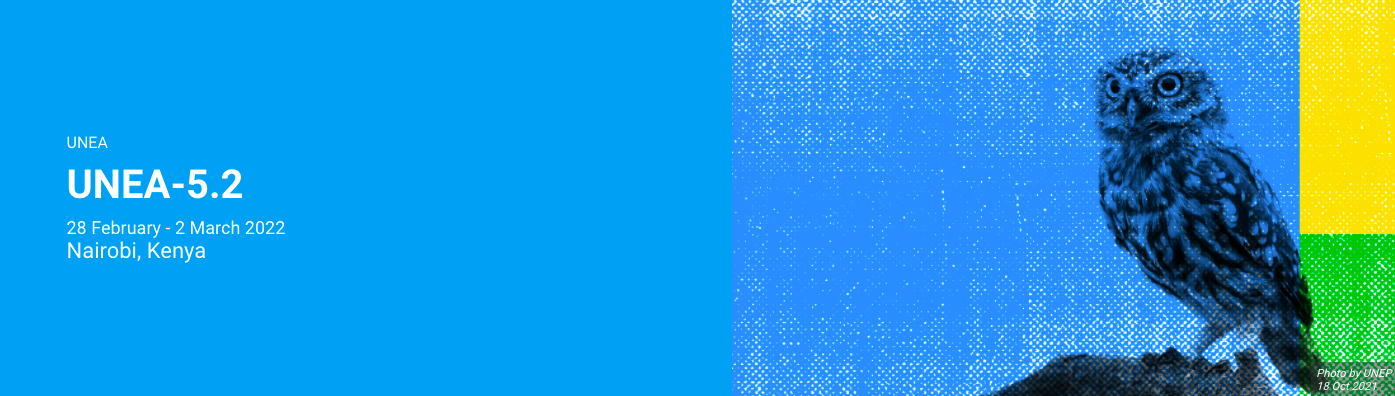 UNEA
UNEA-5.2
28 February - 2 March 2022
Nairobi, Kenya
Photo by UNEP
18 Oct 2021